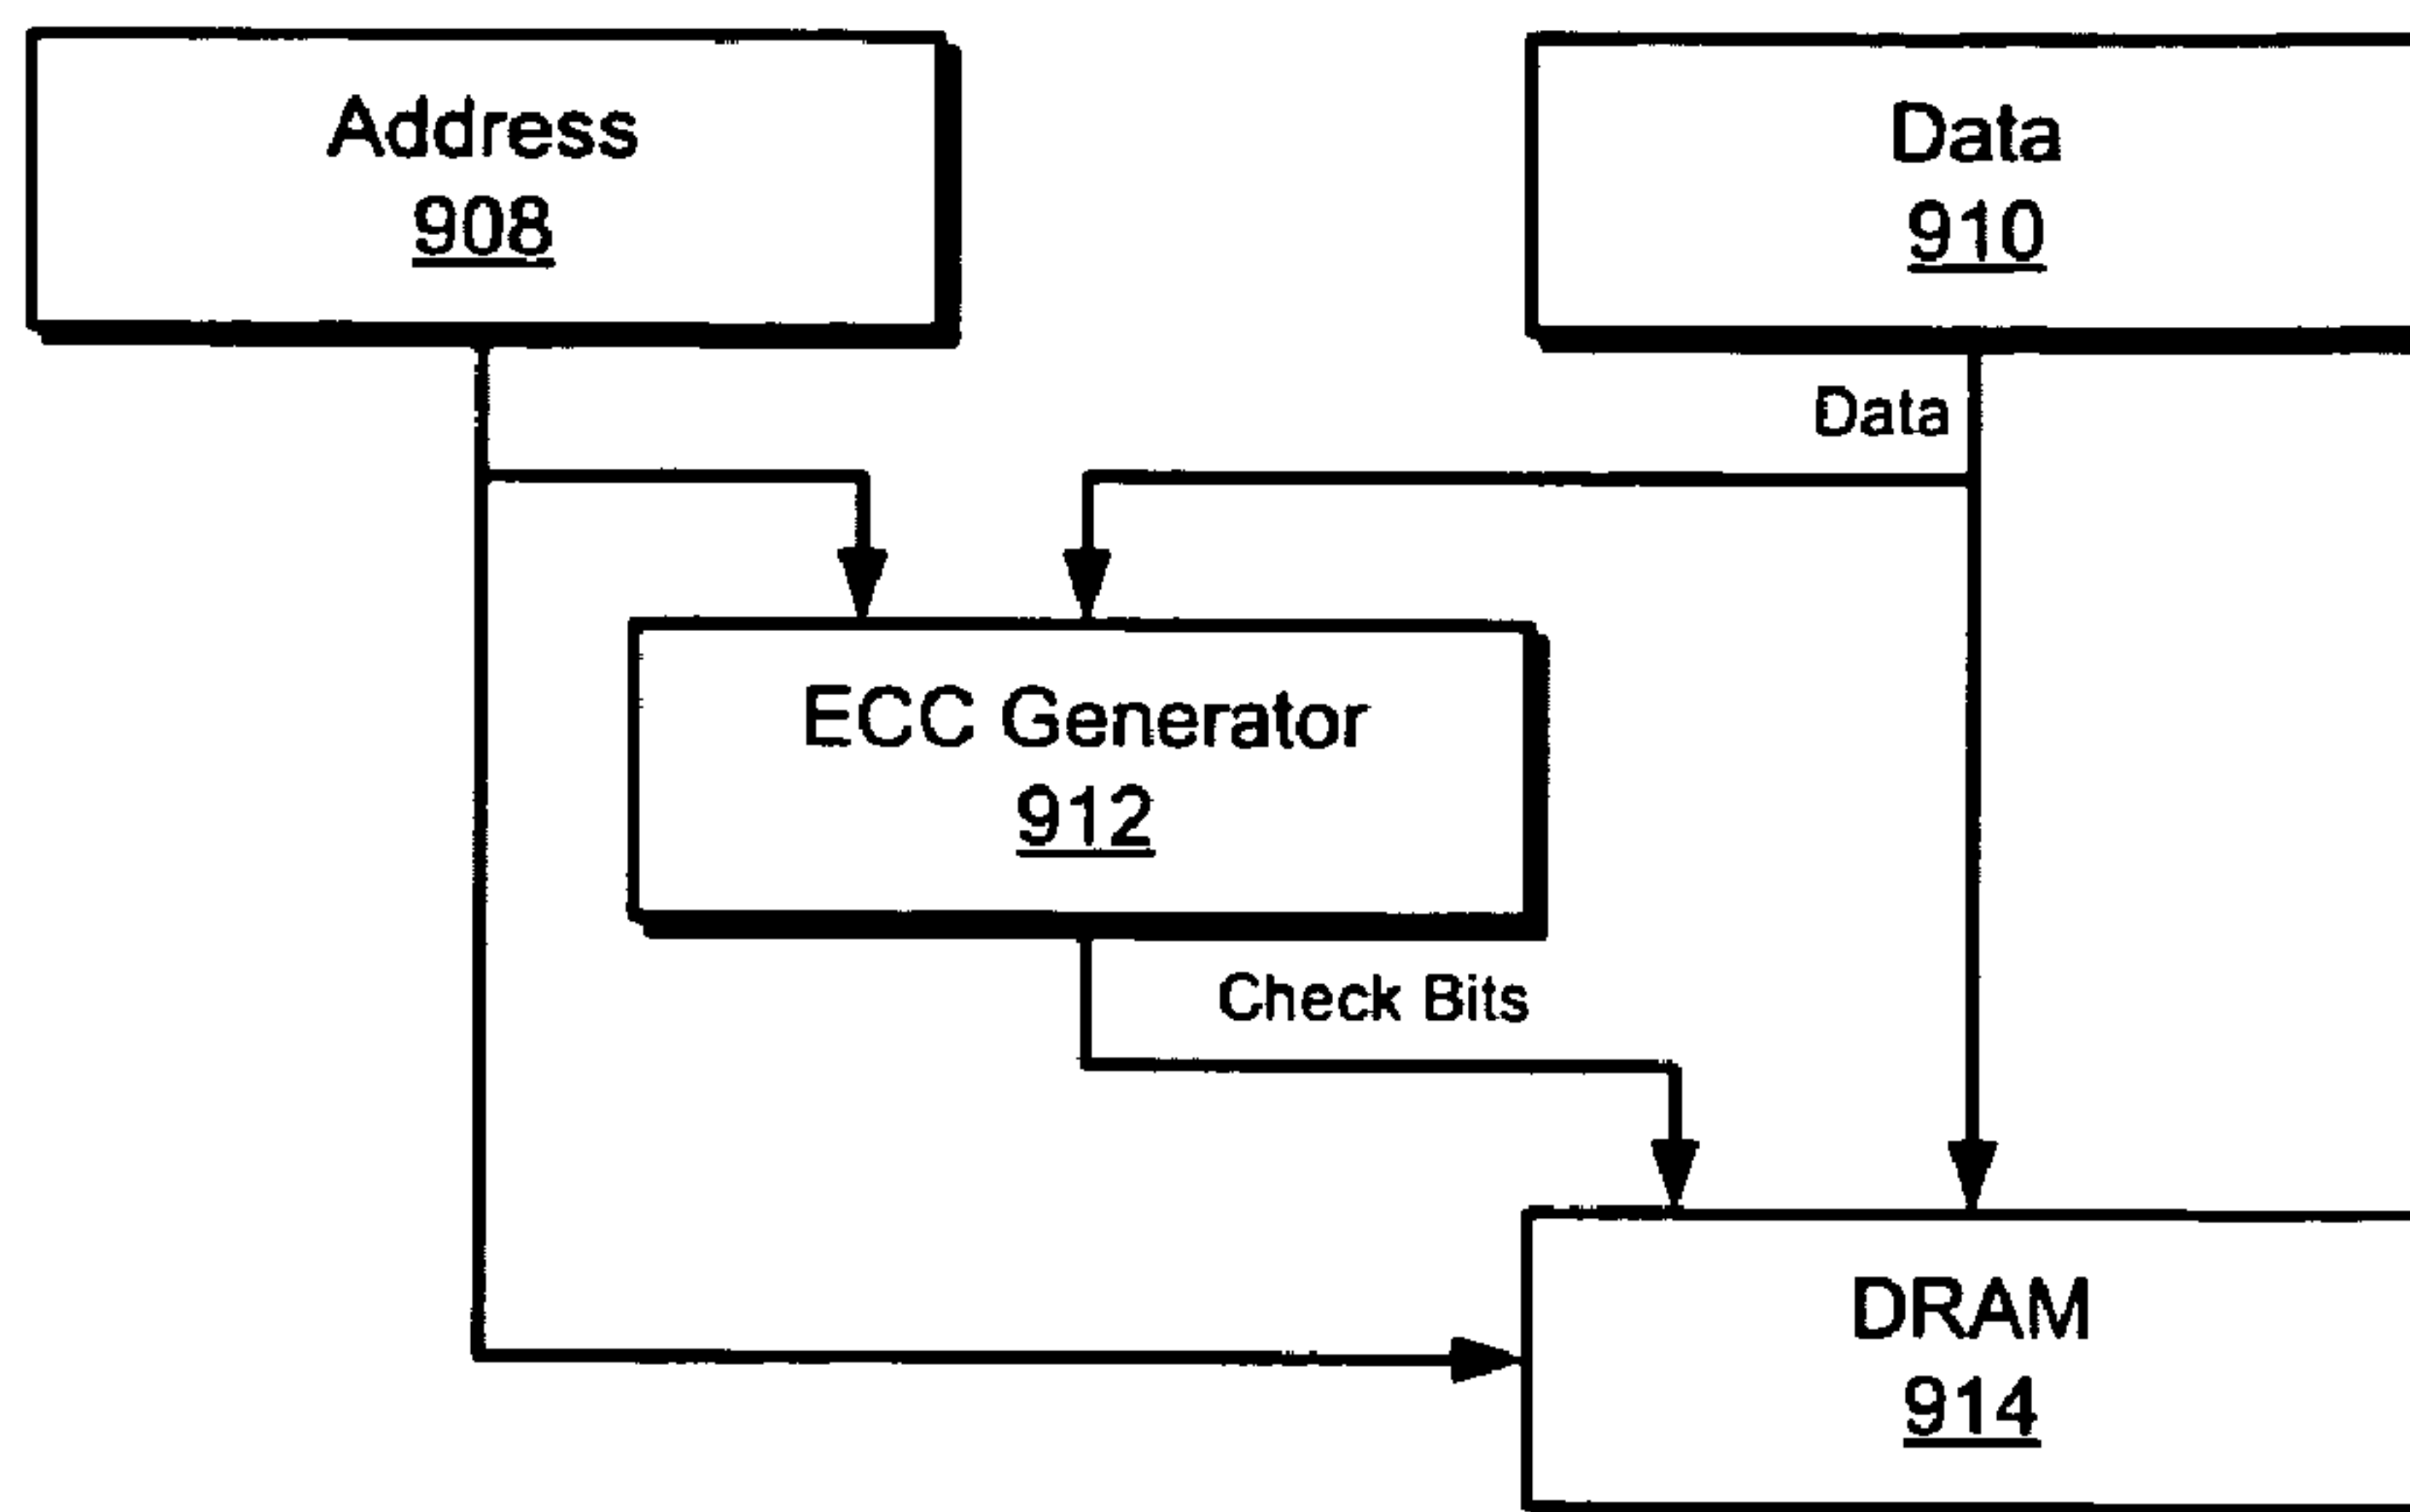 Address
908
Data
910
Data
ECC Generator
912
Check Bits
DRAM
914